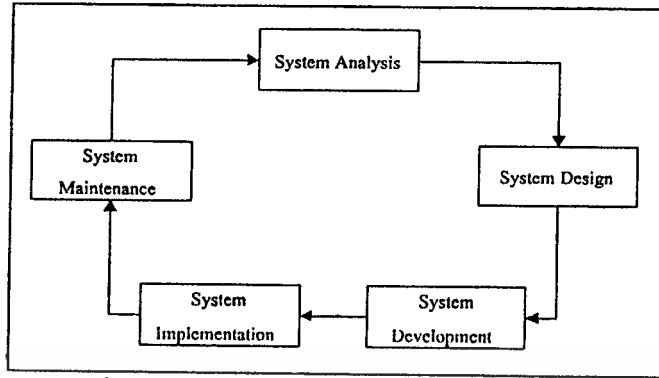 System Analysis
System
Maintenance
System Design
System
Implementation
System
Development